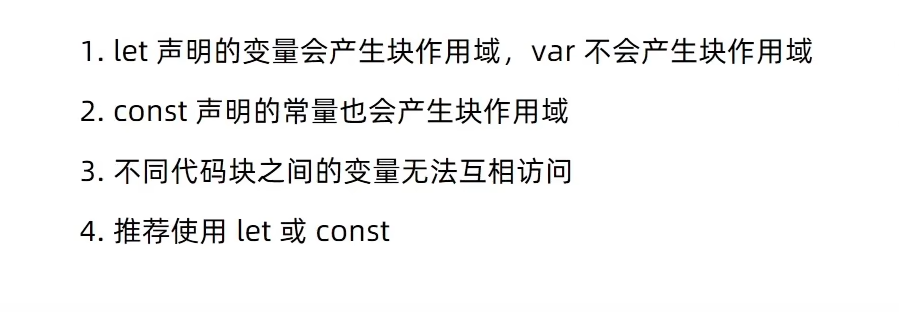 1. let 声明的变量会产生块作用域，var 不会产生块作用域
2. const 声明的常量也会产生块作用域
3. 不同代码块之间的变量无法互相访问
4. 推荐使用 let 或 const